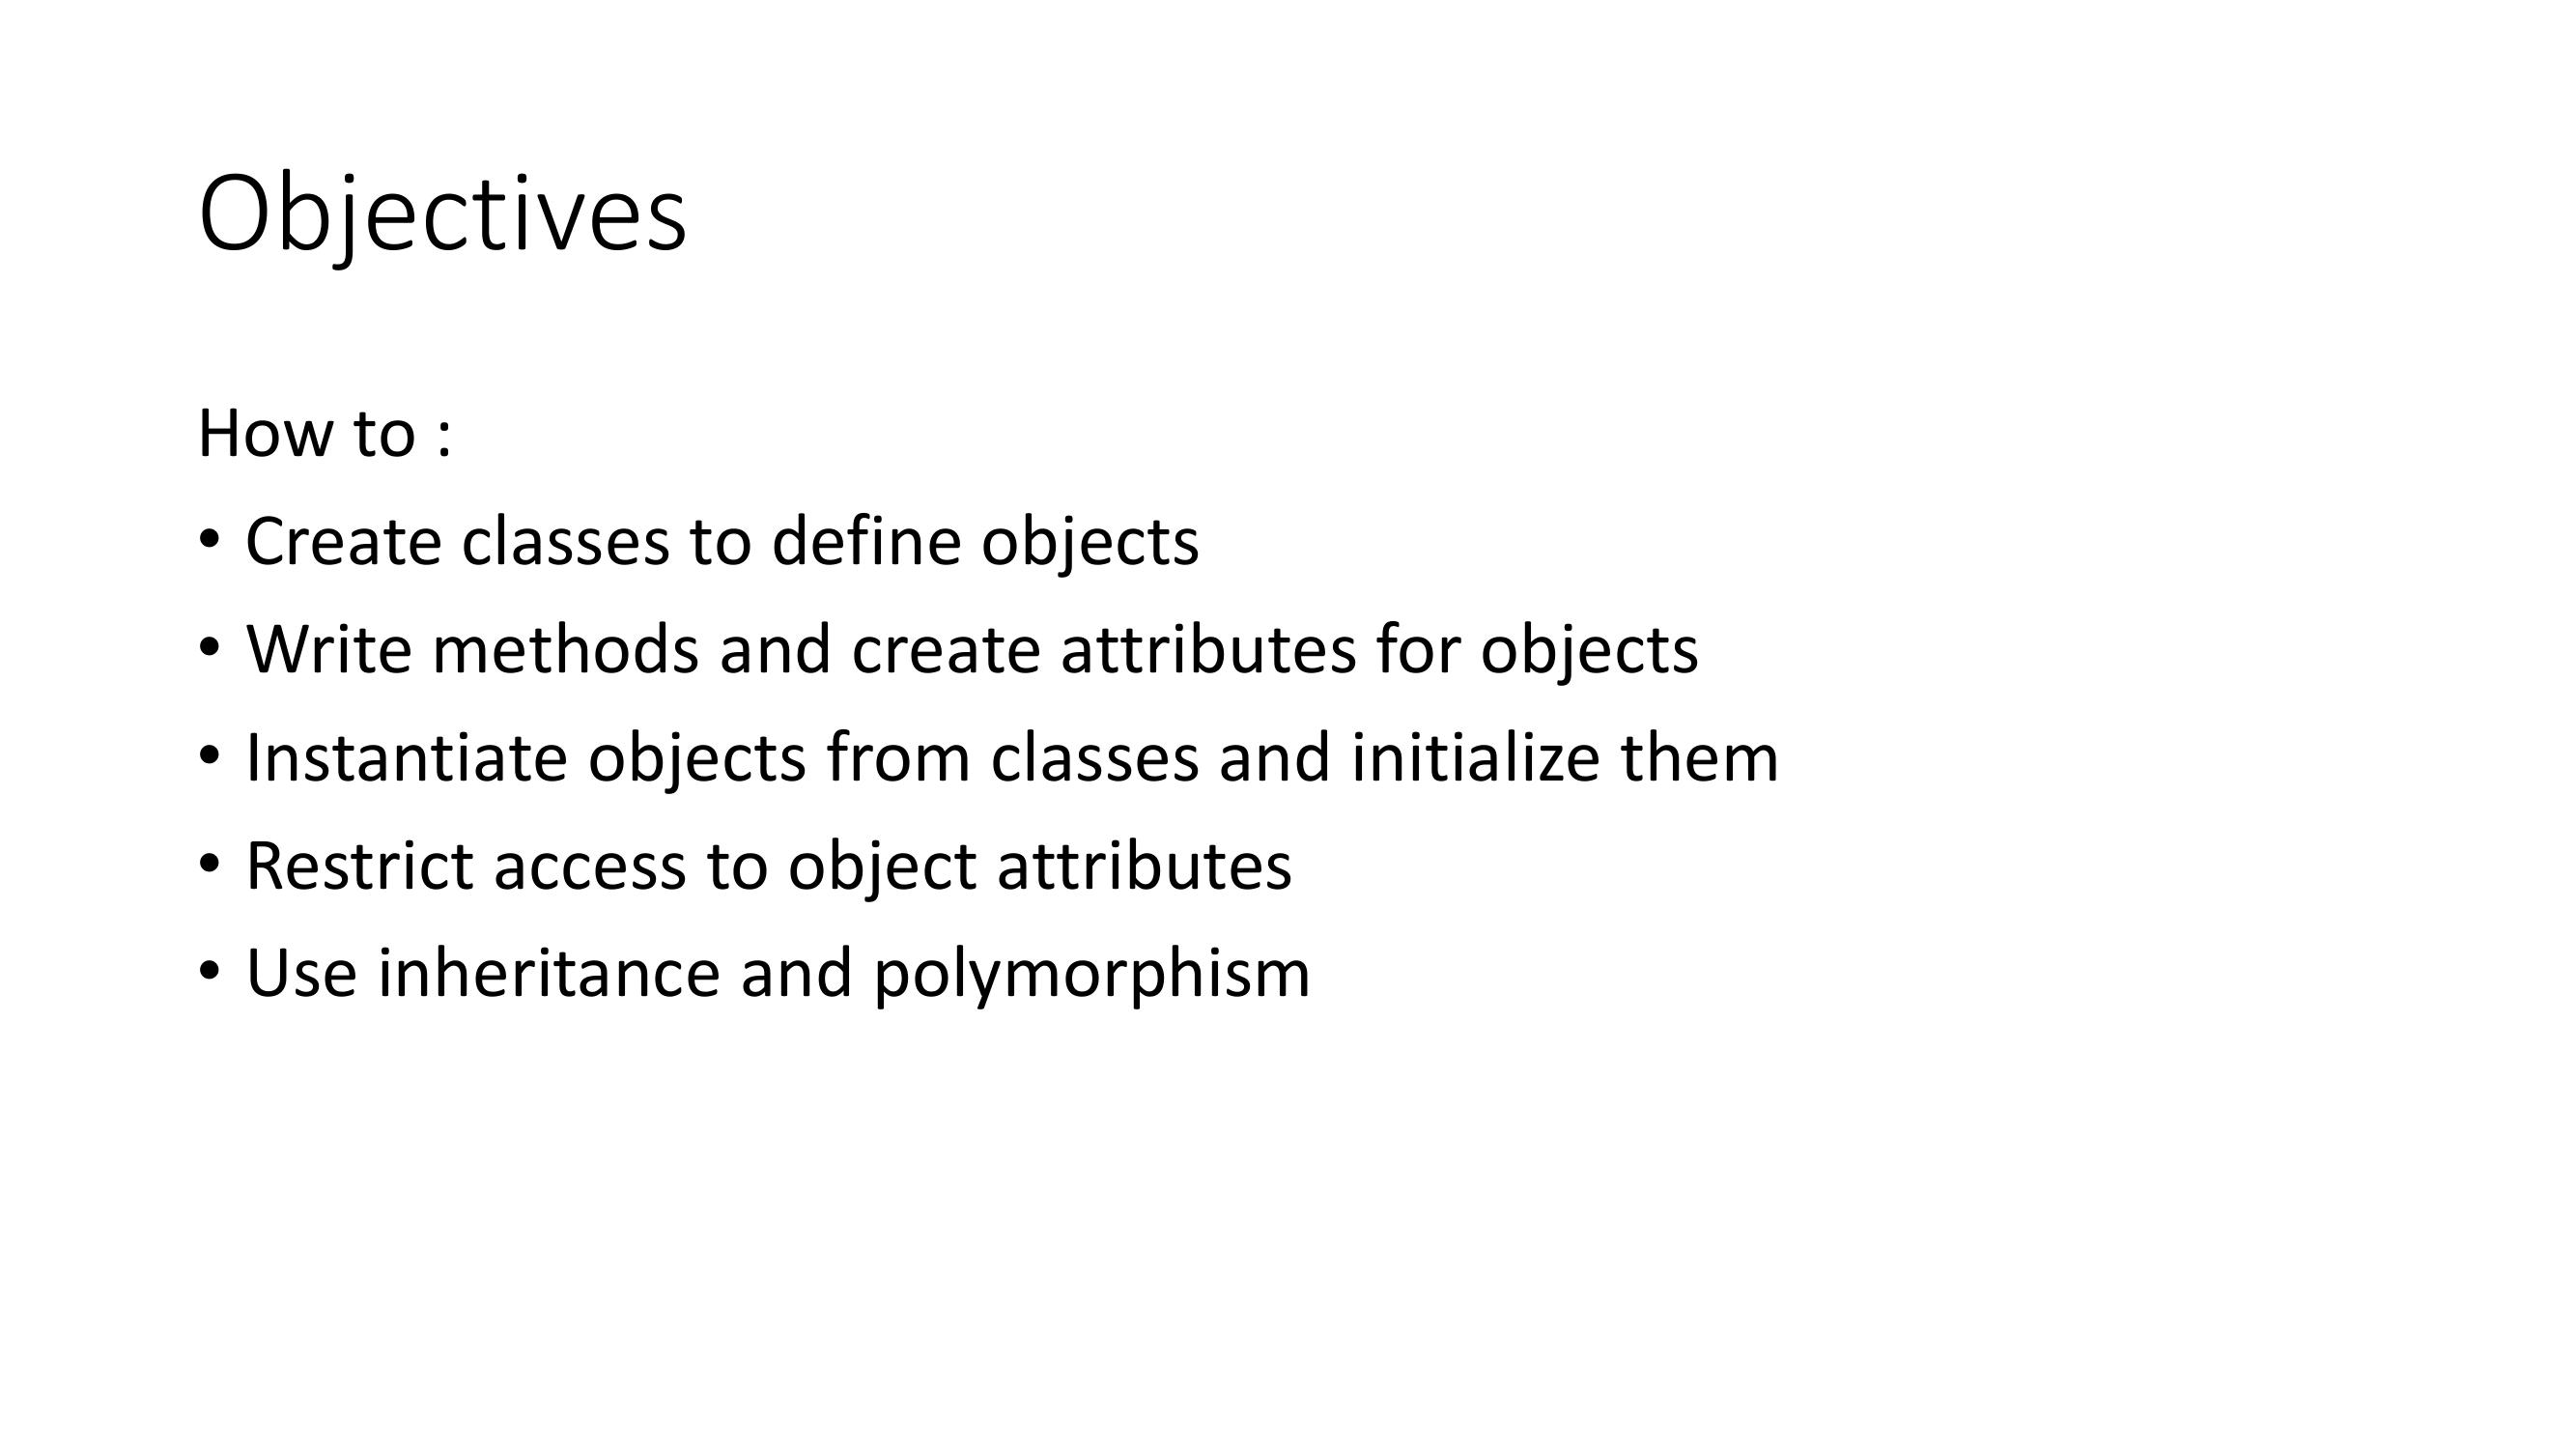 Objectives
How to :
• Create classes to define objects
• Write methods and create attributes for objects
• Instantiate objects from classes and initialize them
• Restrict access to object attributes
• Use inheritance and polymorphism